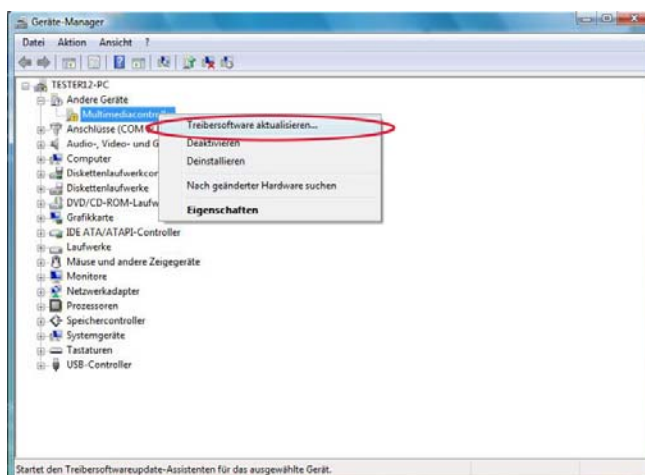 Geräte-Manager
Datei Aktion Ansicht ?
TESTER12-PC
Andere Geräte
Multimediacontroller
Treibersoftware aktualisieren...
Anschlüsse (COM
Deaktivieren
Audio-, Video- und G
Deinstallieren
Computer
Diskettenlaufwerkcon
Nach geänderter Hardware suchen
Diskettenlaufwerke
DVD/CD-ROM-Laufw
Eigenschaften
Grafikkarte
IDE ATA/ATAPI-Controller
Laufwerke
Mäuse und andere Zeigegeräte
Monitore
Netzwerkadapter
Prozessoren
Speichercontroller
Systemgeräte
Tastaturen
USB-Controller
Startet den Treibersoftwareupdate-Assistenten für das ausgewählte Gerät.